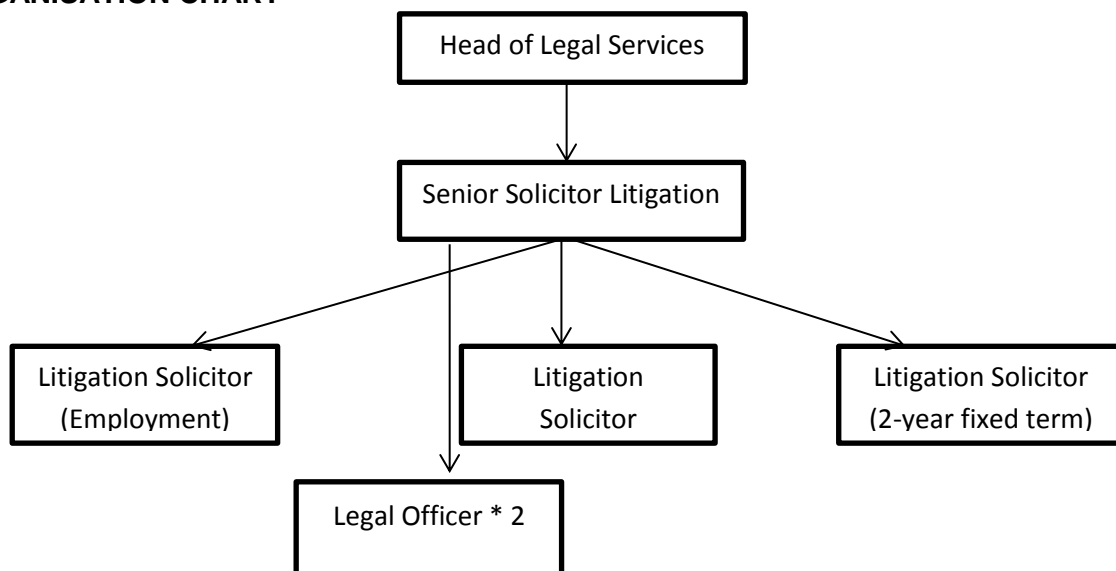 Head of Legal Services
Senior Solicitor Litigation
Litigation Solicitor
(Employment)
Litigation
Solicitor
Litigation Solicitor
(2-year fixed term)
Legal Officer * 2